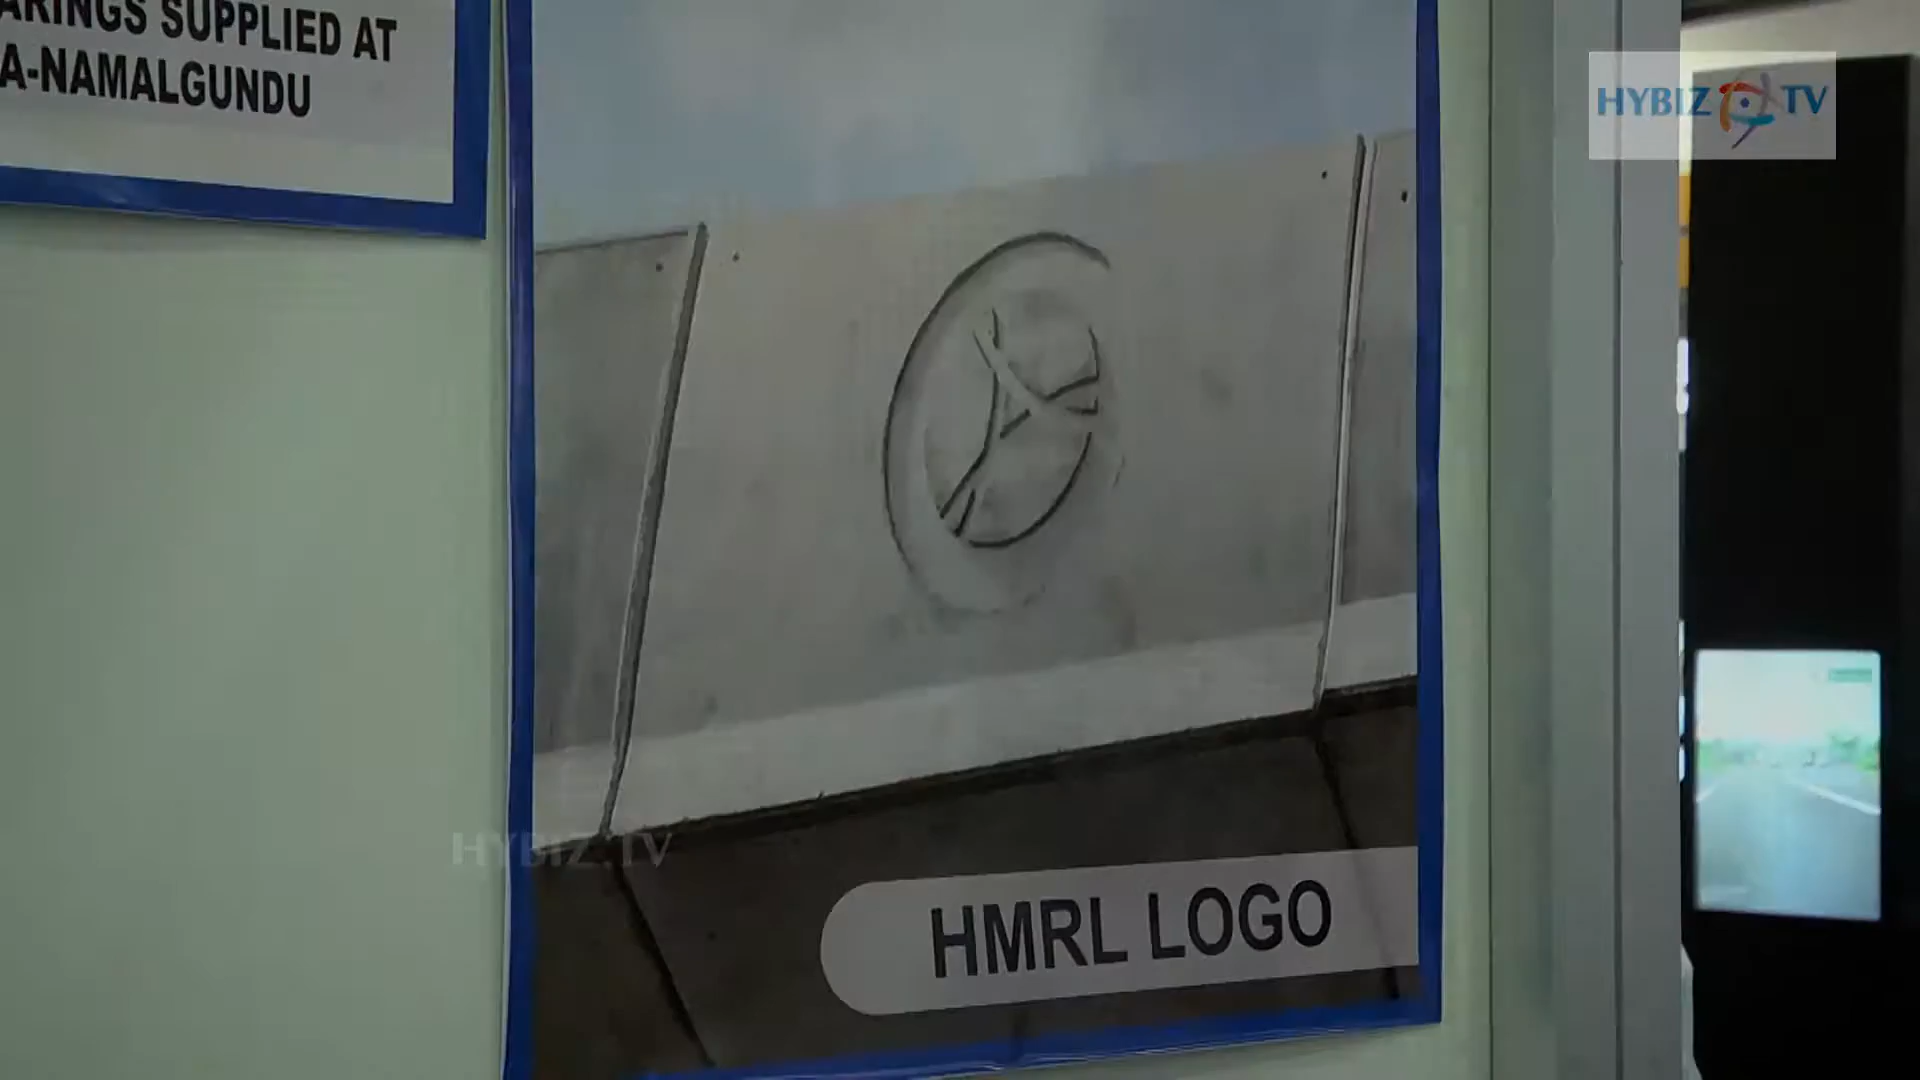 ARINGS SUPPLIED AT
A-NAMALGUNDU
HYBIZ TV
HYBIZ.TV
HMRL LOGO